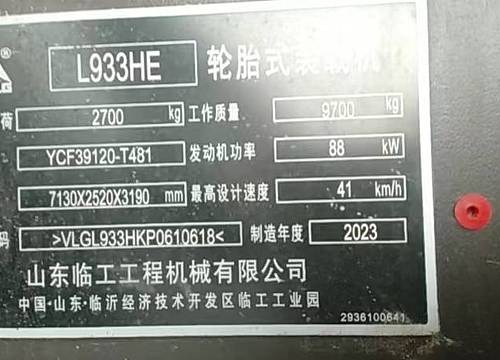 L933HE 轮胎式装载机
荷 2700 kg 工作质量 9700 kg
YCF39120-T481 发动机功率 88 kW
7130X2520X3190 mm 最高设计速度 41 km/h
码 >VLGL933HKP0610618< 制造年度 2023
山东临工工程机械有限公司
中国·山东·临沂经济技术开发区临工工业园
2936100641